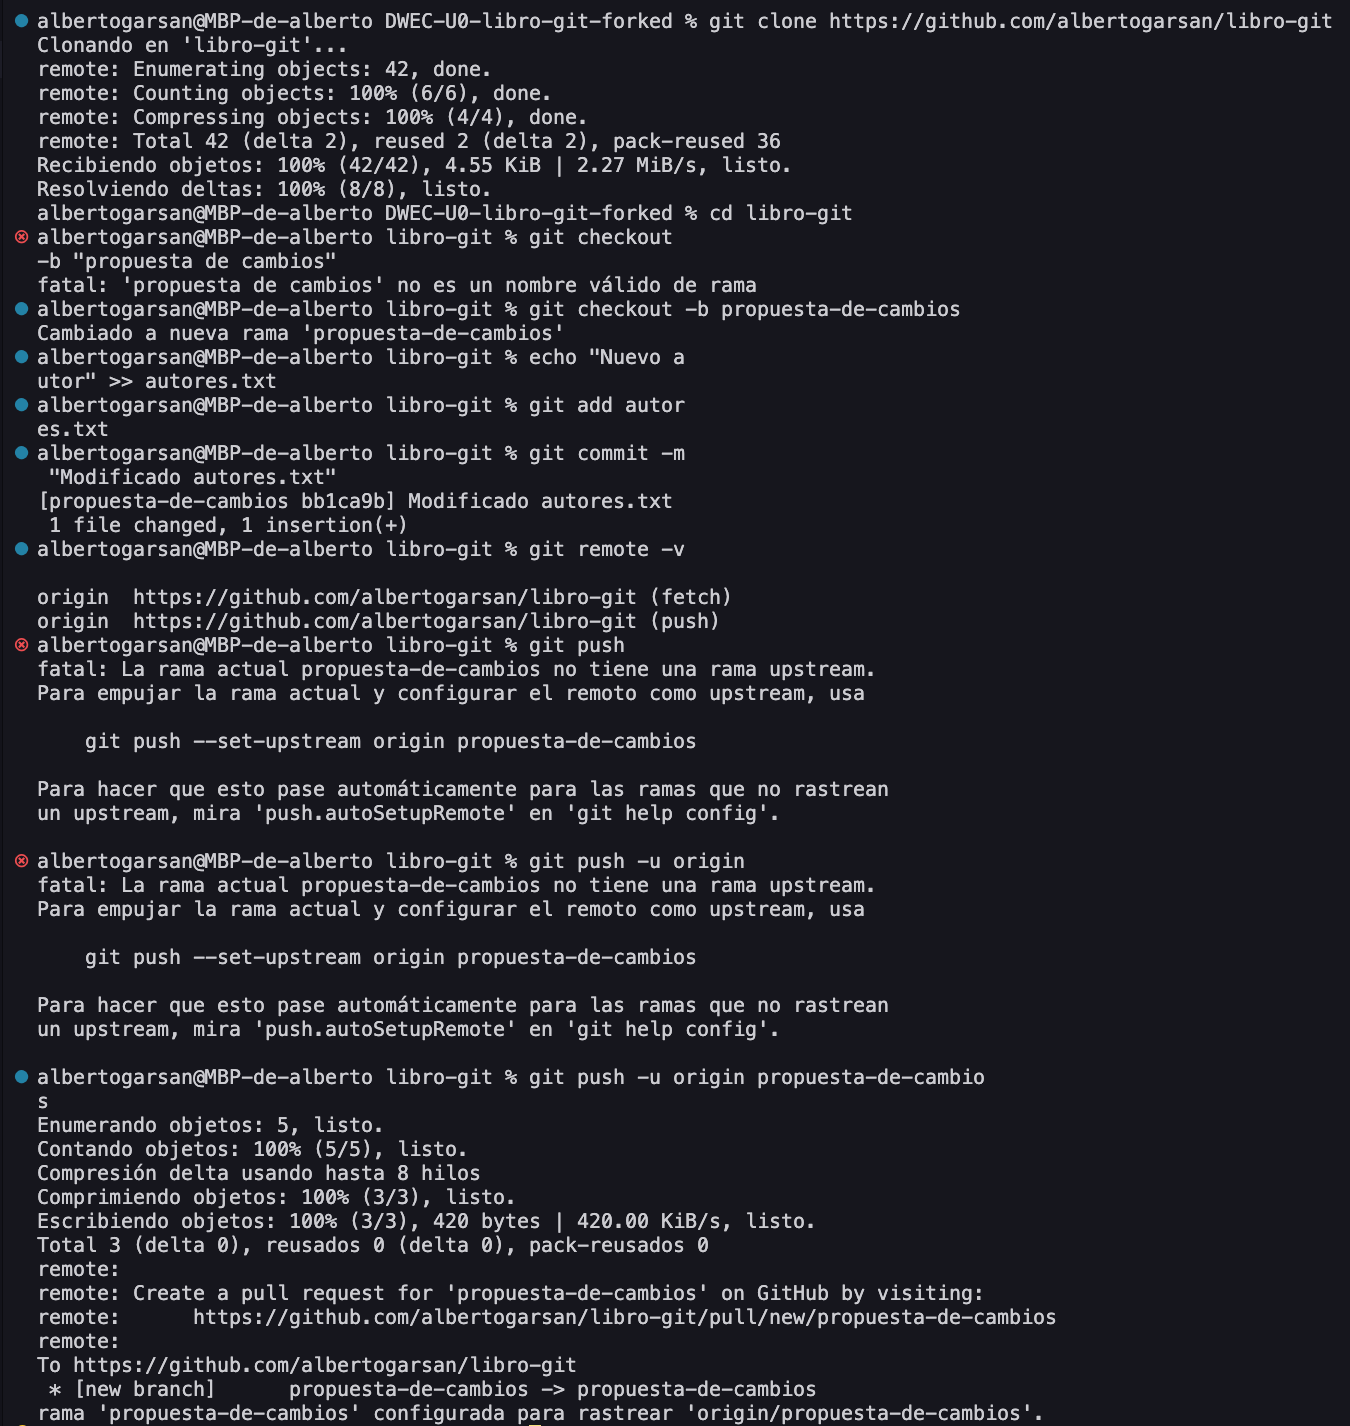 albertogarsan@MBP-de-alberto DWEC-U0-libro-git-forked % git clone https://github.com/albertogarsan/libro-git
Clonando en 'libro-git'...
remote: Enumerating objects: 42, done.
remote: Counting objects: 100% (6/6), done.
remote: Compressing objects: 100% (4/4), done.
remote: Total 42 (delta 2), reused 2 (delta 2), pack-reused 36
Recibiendo objetos: 100% (42/42), 4.55 KiB | 2.27 MiB/s, listo.
Resolviendo deltas: 100% (8/8), listo.
albertogarsan@MBP-de-alberto DWEC-U0-libro-git-forked % cd libro-git
albertogarsan@MBP-de-alberto libro-git % git checkout
-b "propuesta de cambios"
fatal: 'propuesta de cambios' no es un nombre válido de rama
albertogarsan@MBP-de-alberto libro-git % git checkout -b propuesta-de-cambios
Cambiado a nueva rama 'propuesta-de-cambios'
albertogarsan@MBP-de-alberto libro-git % echo "Nuevo a
utor" >> autores.txt
albertogarsan@MBP-de-alberto libro-git % git add autor
es.txt
albertogarsan@MBP-de-alberto libro-git % git commit -m
 "Modificado autores.txt"
[propuesta-de-cambios bb1ca9b] Modificado autores.txt
 1 file changed, 1 insertion(+)
albertogarsan@MBP-de-alberto libro-git % git remote -v
origin  https://github.com/albertogarsan/libro-git (fetch)
origin  https://github.com/albertogarsan/libro-git (push)
albertogarsan@MBP-de-alberto libro-git % git push
fatal: La rama actual propuesta-de-cambios no tiene una rama upstream.
Para empujar la rama actual y configurar el remoto como upstream, usa
    git push --set-upstream origin propuesta-de-cambios
Para hacer que esto pase automáticamente para las ramas que no rastrean
un upstream, mira 'push.autoSetupRemote' en 'git help config'.
albertogarsan@MBP-de-alberto libro-git % git push -u origin
fatal: La rama actual propuesta-de-cambios no tiene una rama upstream.
Para empujar la rama actual y configurar el remoto como upstream, usa
    git push --set-upstream origin propuesta-de-cambios
Para hacer que esto pase automáticamente para las ramas que no rastrean
un upstream, mira 'push.autoSetupRemote' en 'git help config'.
albertogarsan@MBP-de-alberto libro-git % git push -u origin propuesta-de-cambio
s
Enumerando objetos: 5, listo.
Contando objetos: 100% (5/5), listo.
Compresión delta usando hasta 8 hilos
Comprimiendo objetos: 100% (3/3), listo.
Escribiendo objetos: 100% (3/3), 420 bytes | 420.00 KiB/s, listo.
Total 3 (delta 0), reusados 0 (delta 0), pack-reusados 0
remote:
remote: Create a pull request for 'propuesta-de-cambios' on GitHub by visiting:
remote:      https://github.com/albertogarsan/libro-git/pull/new/propuesta-de-cambios
remote:
To https://github.com/albertogarsan/libro-git
 * [new branch]      propuesta-de-cambios -> propuesta-de-cambios
rama 'propuesta-de-cambios' configurada para rastrear 'origin/propuesta-de-cambios'.